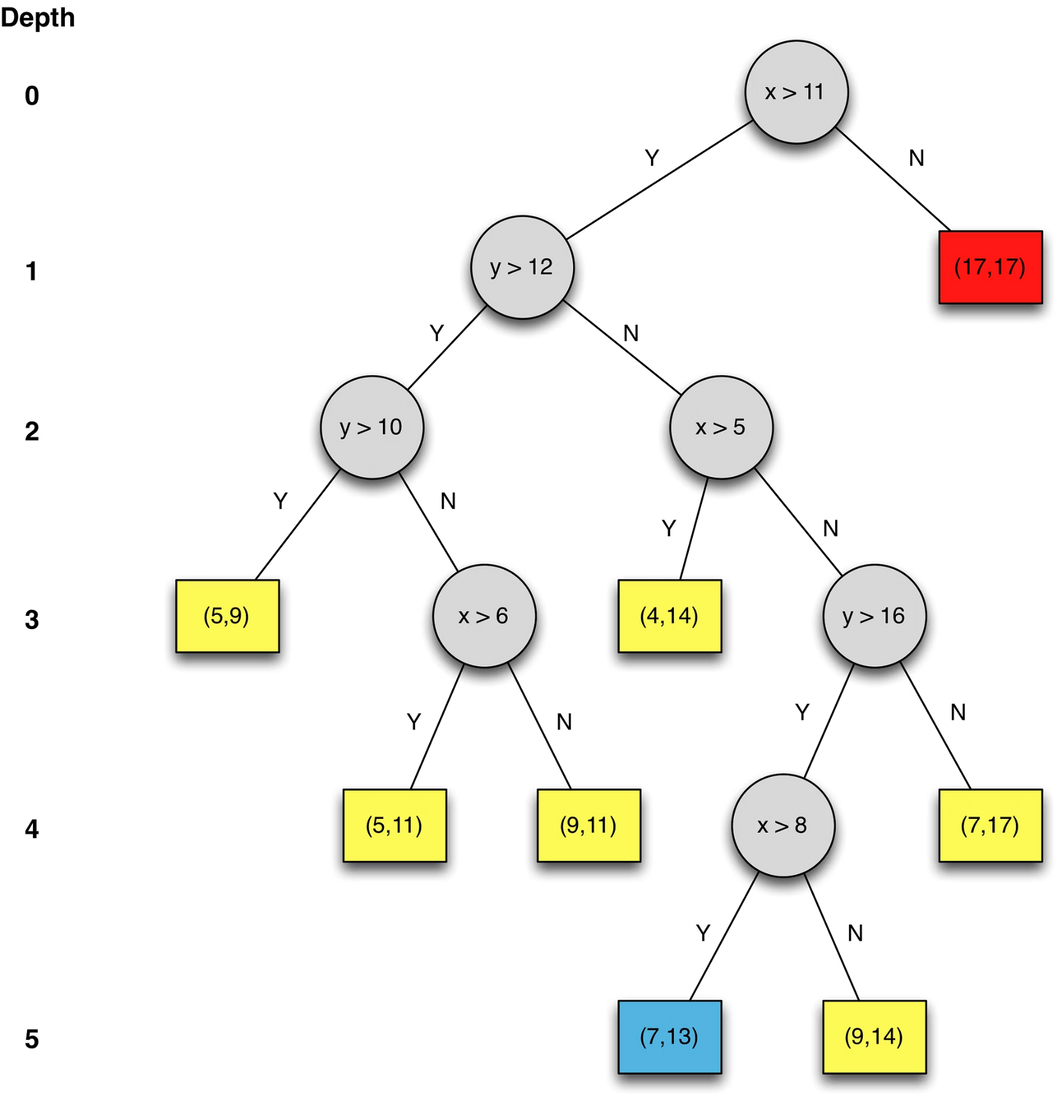 Depth
0
x > 11
Y
N
1
y > 12
(17,17)
Y
N
2
y > 10
x > 5
Y
N
Y
N
3
(5,9)
x > 6
(4,14)
y > 16
Y
N
Y
N
4
(5,11)
(9,11)
x > 8
(7,17)
Y
N
5
(7,13)
(9,14)